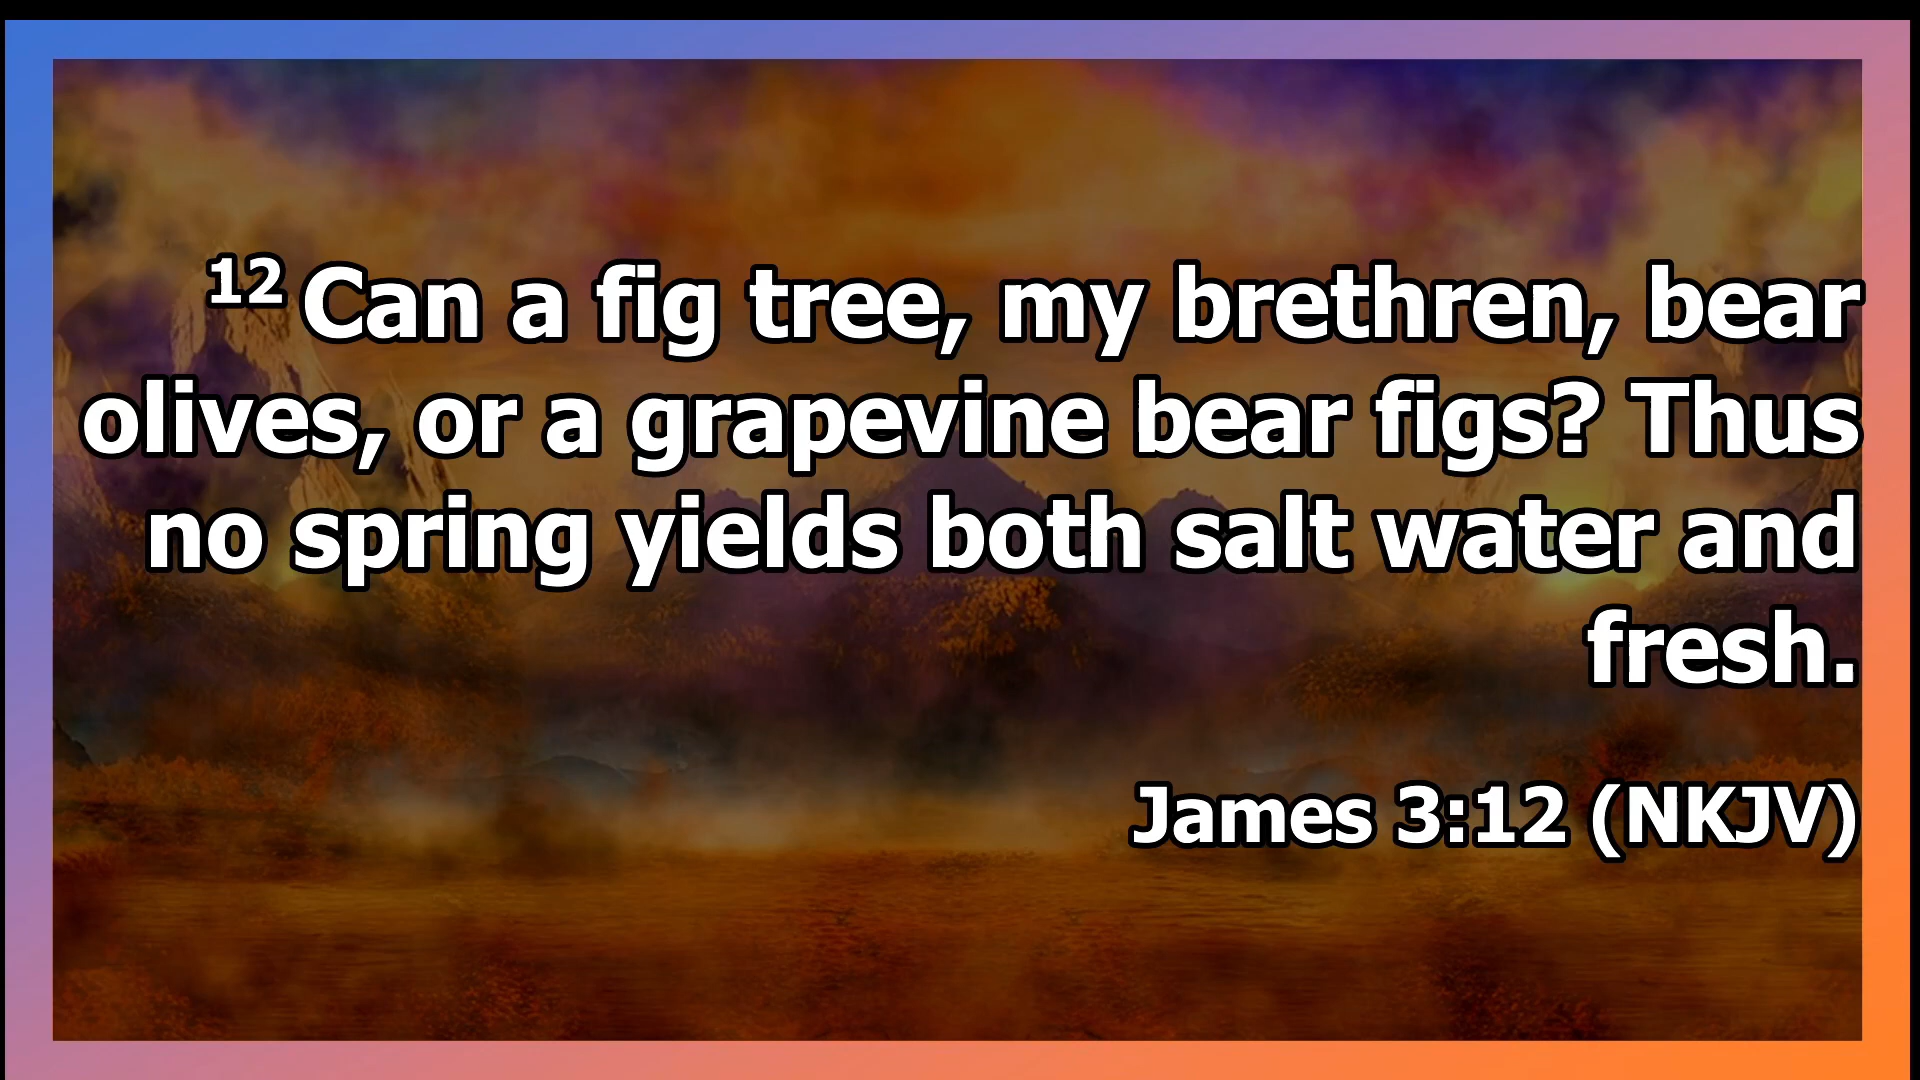 12 Can a fig tree, my brethren, bear
olives, or a grapevine bear figs? Thus
no spring yields both salt water and
fresh.
James 3:12 (NKJV)